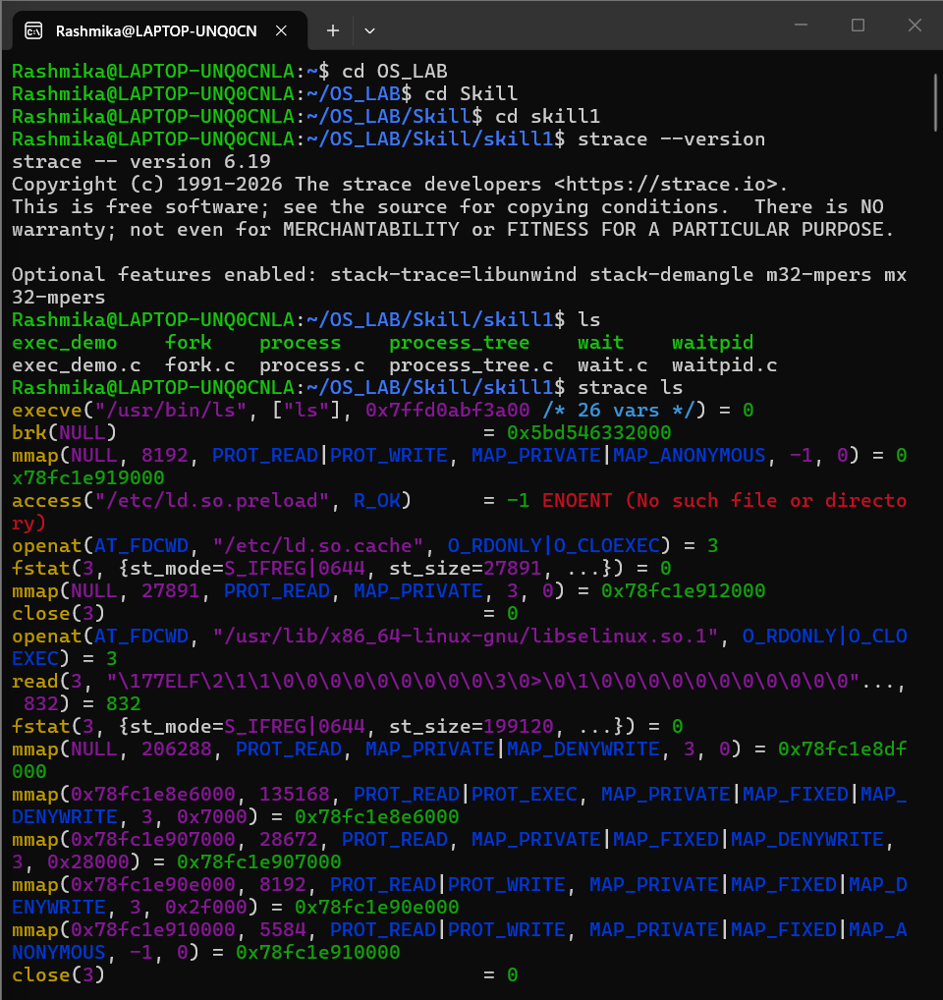 Rashmika@LAPTOP-UNQ0CN
Rashmika@LAPTOP-UNQ0CNLA:~$ cd OS_LAB
Rashmika@LAPTOP-UNQ0CNLA:~/OS_LAB$ cd Skill
Rashmika@LAPTOP-UNQ0CNLA:~/OS_LAB/Skill$ cd skill1
Rashmika@LAPTOP-UNQ0CNLA:~/OS_LAB/Skill/skill1$ strace --version
strace -- version 6.19
Copyright (c) 1991-2026 The strace developers <https://strace.io>.
This is free software; see the source for copying conditions.  There is NO
warranty; not even for MERCHANTABILITY or FITNESS FOR A PARTICULAR PURPOSE.

Optional features enabled: stack-trace=libunwind stack-demangle m32-mpers mx
32-mpers
Rashmika@LAPTOP-UNQ0CNLA:~/OS_LAB/Skill/skill1$ ls
exec_demo    fork    process    process_tree    wait    waitpid
exec_demo.c  fork.c  process.c  process_tree.c  wait.c  waitpid.c
Rashmika@LAPTOP-UNQ0CNLA:~/OS_LAB/Skill/skill1$ strace ls
execve("/usr/bin/ls", ["ls"], 0x7ffd0abf3a00 /* 26 vars */) = 0
brk(NULL)                               = 0x5bd546332000
mmap(NULL, 8192, PROT_READ|PROT_WRITE, MAP_PRIVATE|MAP_ANONYMOUS, -1, 0) = 0
x78fc1e919000
access("/etc/ld.so.preload", R_OK)      = -1 ENOENT (No such file or directo
ry)
openat(AT_FDCWD, "/etc/ld.so.cache", O_RDONLY|O_CLOEXEC) = 3
fstat(3, {st_mode=S_IFREG|0644, st_size=27891, ...}) = 0
mmap(NULL, 27891, PROT_READ, MAP_PRIVATE, 3, 0) = 0x78fc1e912000
close(3)                                = 0
openat(AT_FDCWD, "/usr/lib/x86_64-linux-gnu/libselinux.so.1", O_RDONLY|O_CLO
EXEC) = 3
read(3, "\177ELF\2\1\1\0\0\0\0\0\0\0\0\0\3\0>\0\1\0\0\0\0\0\0\0\0\0\0\0"...,
 832) = 832
fstat(3, {st_mode=S_IFREG|0644, st_size=199120, ...}) = 0
mmap(NULL, 206288, PROT_READ, MAP_PRIVATE|MAP_DENYWRITE, 3, 0) = 0x78fc1e8df
000
mmap(0x78fc1e8e6000, 135168, PROT_READ|PROT_EXEC, MAP_PRIVATE|MAP_FIXED|MAP_
DENYWRITE, 3, 0x7000) = 0x78fc1e8e6000
mmap(0x78fc1e907000, 28672, PROT_READ, MAP_PRIVATE|MAP_FIXED|MAP_DENYWRITE,
3, 0x28000) = 0x78fc1e907000
mmap(0x78fc1e90e000, 8192, PROT_READ|PROT_WRITE, MAP_PRIVATE|MAP_FIXED|MAP_D
ENYWRITE, 3, 0x2f000) = 0x78fc1e90e000
mmap(0x78fc1e910000, 5584, PROT_READ|PROT_WRITE, MAP_PRIVATE|MAP_FIXED|MAP_A
NONYMOUS, -1, 0) = 0x78fc1e910000
close(3)                                = 0